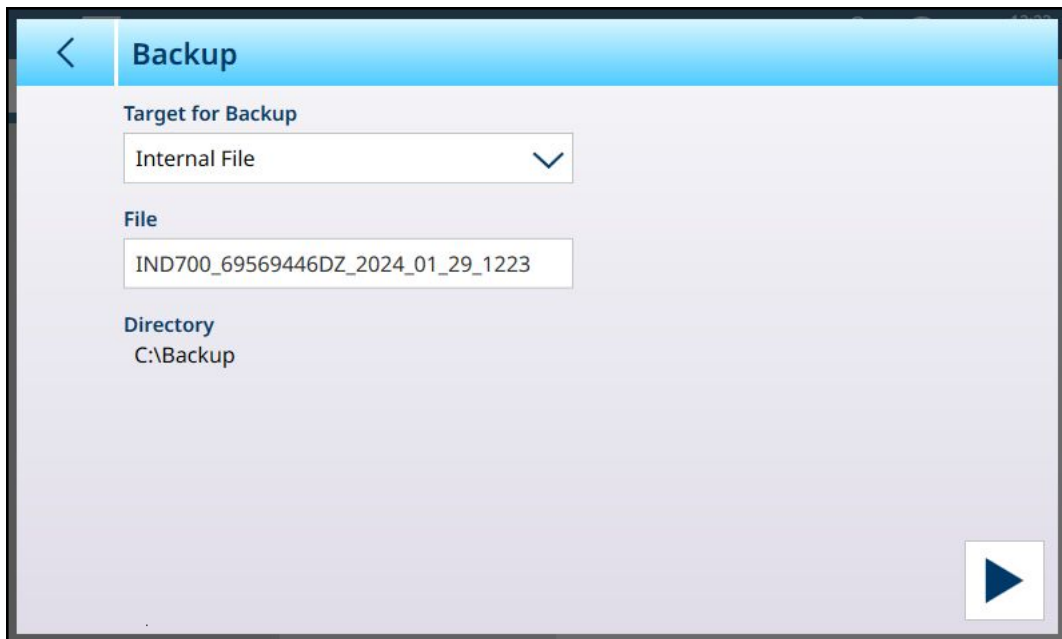 Backup
Target for Backup
Internal File
File
IND700_69569446DZ_2024_01_29_1223
Directory
C:\Backup